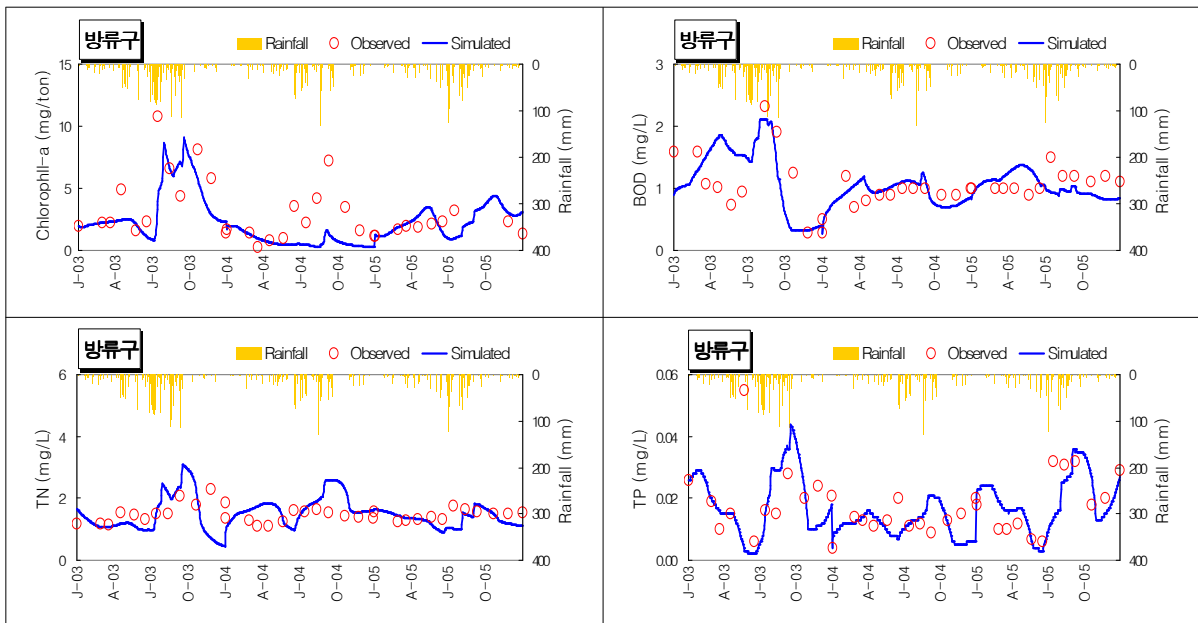 방류구
Rainfall Observed Simulated
Chlorophil-a (mg/ton)
15
10
5
0
0
100
200
300
400
Rainfall (mm)
J-03
A-03
J-03
O-03
J-04
A-04
J-04
O-04
J-05
A-05
J-05
O-05
방류구
Rainfall Observed Simulated
BOD (mg/L)
3
2
1
0
0
100
200
300
400
Rainfall (mm)
J-03
A-03
J-03
O-03
J-04
A-04
J-04
O-04
J-05
A-05
J-05
O-05
방류구
Rainfall Observed Simulated
TN (mg/L)
6
4
2
0
0
100
200
300
400
Rainfall (mm)
J-03
A-03
J-03
O-03
J-04
A-04
J-04
O-04
J-05
A-05
J-05
O-05
방류구
Rainfall Observed Simulated
TP (mg/L)
0.06
0.04
0.02
0.00
0
100
200
300
400
Rainfall (mm)
J-03
A-03
J-03
O-03
J-04
A-04
J-04
O-04
J-05
A-05
J-05
O-05